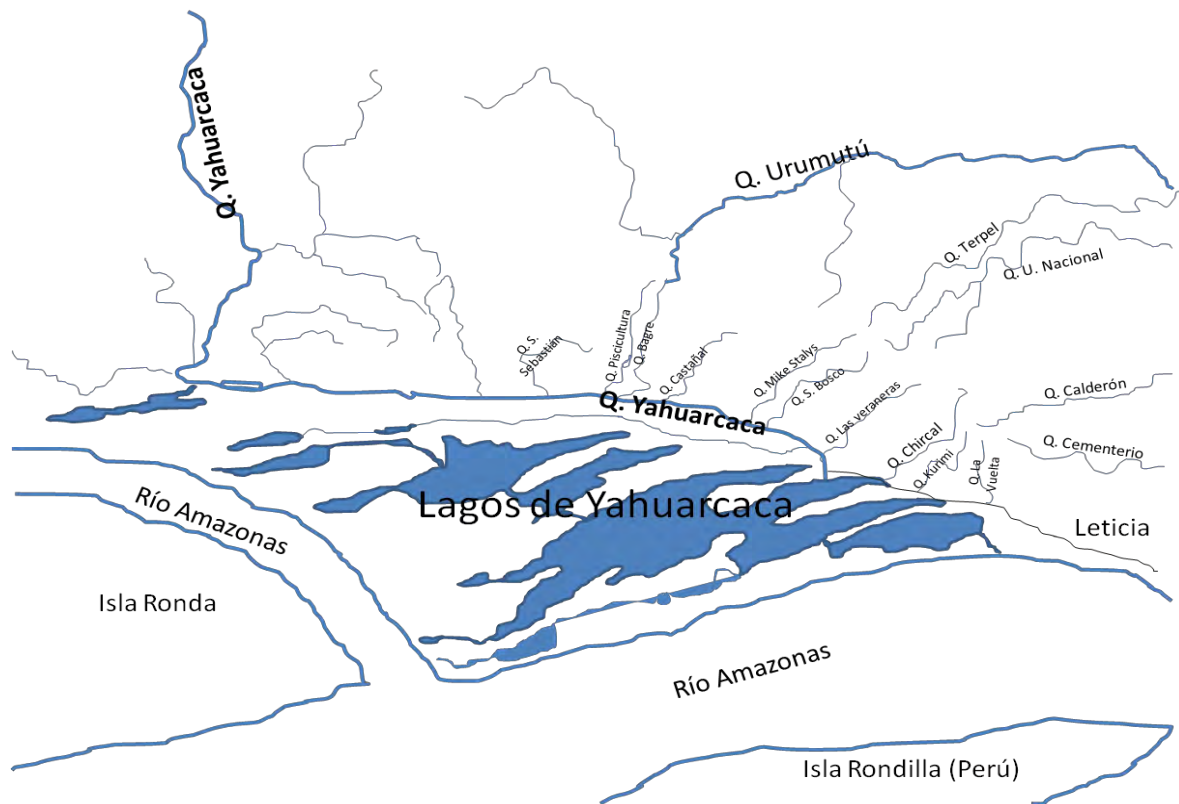 Q. Yahuarcaca
Q. Urumutú
Q. Terpel
Q. U. Nacional
Q. S.
Sebastián
Q. Piscicultura
Q. Bagre
Q. Castañal
Q. Mike Stalys
Q. S. Bosco
Q. Calderón
Q. Yahuarcaca
Q. Las veraneras
Q. Chircal
Q. Cementerio
Q. Kurimi
Q. La
Vuelta
Lagos de Yahuarcaca
Río Amazonas
Leticia
Isla Ronda
Río Amazonas
Isla Rondilla (Perú)